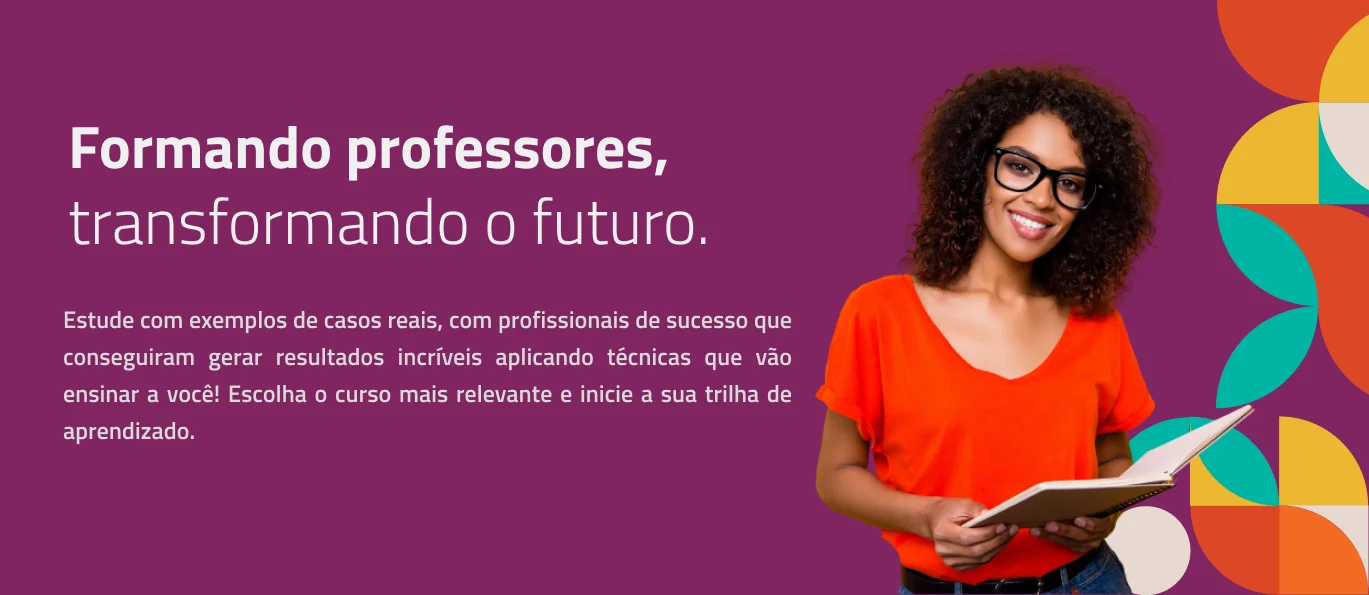 Formando professores,
transformando o futuro.
Estude com exemplos de casos reais, com profissionais de sucesso que
conseguiram gerar resultados incríveis aplicando técnicas que vão
ensinar a você! Escolha o curso mais relevante e inicie a sua trilha de
aprendizado.